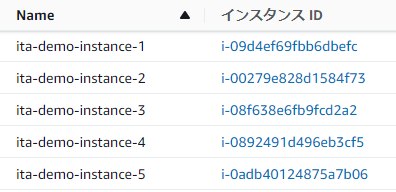 Name ▲ インスタンス ID
ita-demo-instance-1 i-09d4ef69fbb6dbefc
ita-demo-instance-2 i-00279e828d1584f73
ita-demo-instance-3 i-08f638e6fb9fcd2a2
ita-demo-instance-4 i-0892491d496eb3cf5
ita-demo-instance-5 i-0adb40124875a7b06